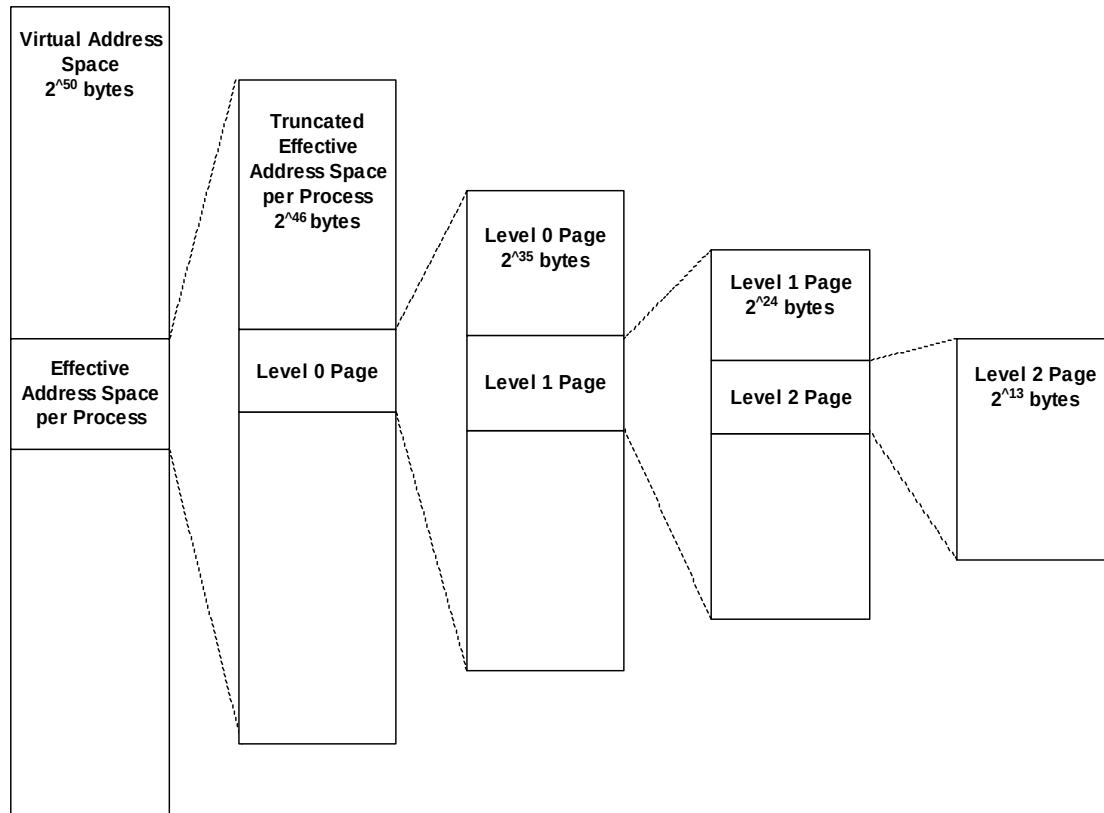 Virtual Address
Space
2^50 bytes
Effective
Address Space
per Process
Truncated
Effective
Address Space
per Process
2^46 bytes
Level 0 Page
Level 0 Page
2^35 bytes
Level 1 Page
Level 1 Page
2^24 bytes
Level 2 Page
Level 2 Page
2^13 bytes